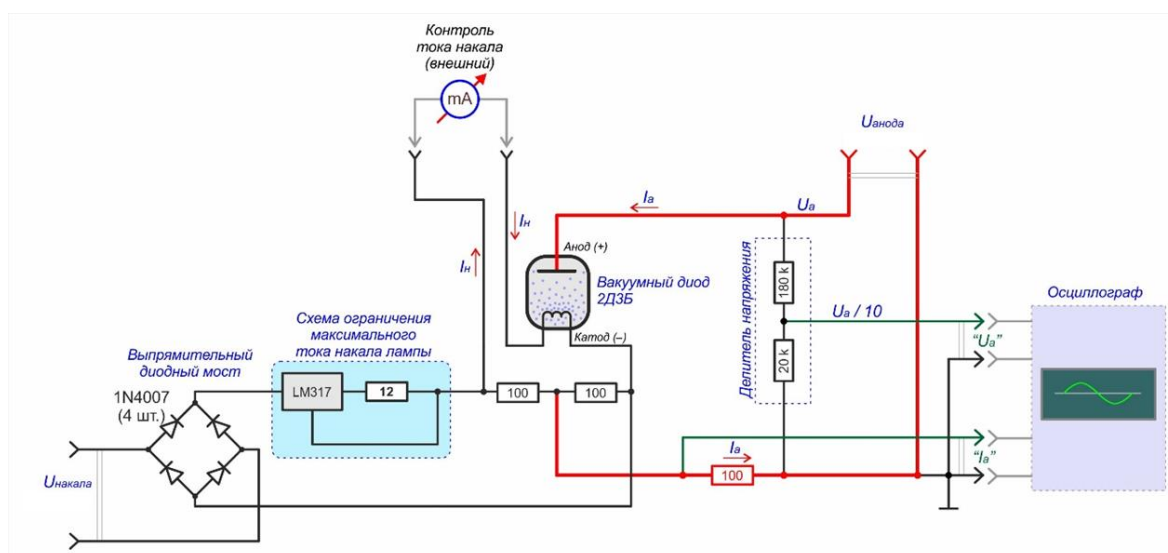 Контроль
тока накала
(внешний)
mA
Uанода
Iа
Uа
Iн
Iн
Анод (+)
Вакуумный диод
2Д3Б
Катод (–)
Делитель напряжения
180 k
20 k
Uа / 10
Осциллограф
“Uа”
“Iа”
Схема ограничения
максимального
тока накала лампы
Выпрямительный
диодный мост
1N4007
(4 шт.)
LM317
12
100
100
Iа
100
Uнакала